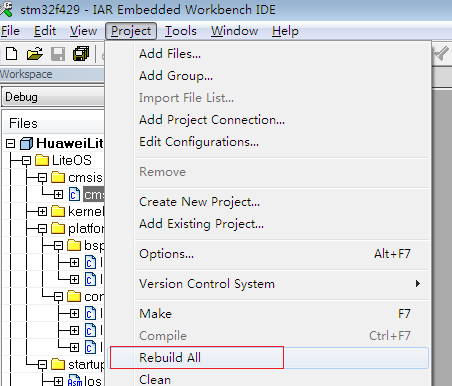 stm32f429 - IAR Embedded Workbench IDE
File Edit View Project Tools Window Help
Workspace
Debug
Files
HuaweiLit
LiteOS
cmsis
cms
kernel
platfor
bsp
l
l
con
l
l
l
startup
Asm los
Add Files...
Add Group...
Import File List...
Add Project Connection...
Edit Configurations...
Remove
Create New Project...
Add Existing Project...
Options... Alt+F7
Version Control System
Make F7
Compile Ctrl+F7
Rebuild All
Clean